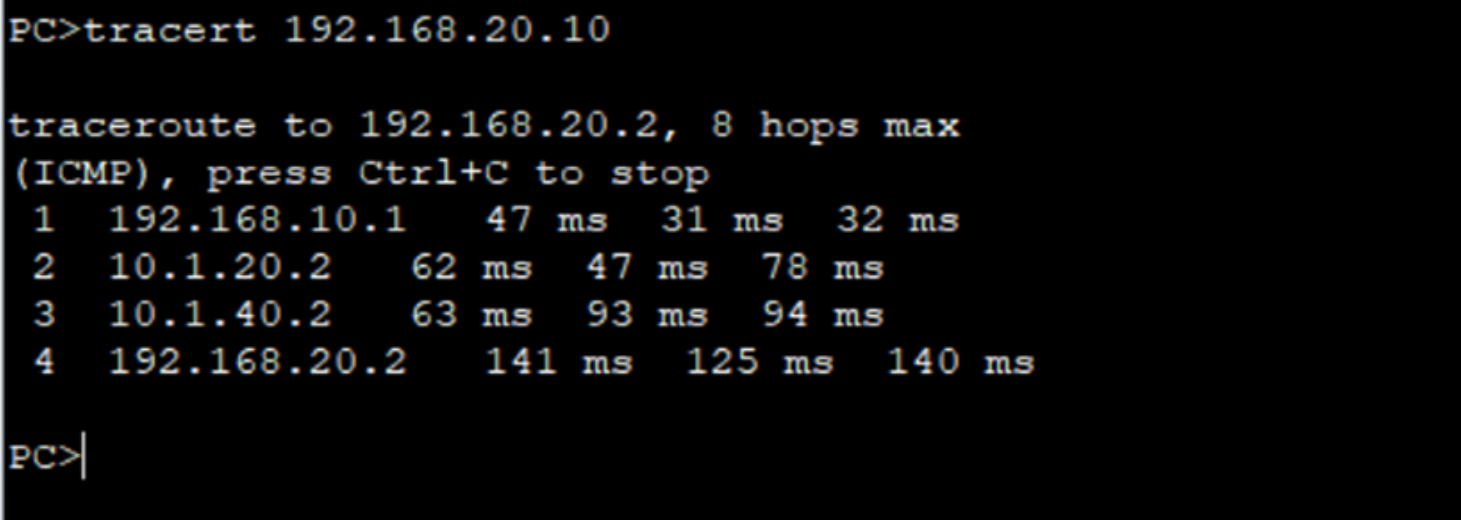 PC>tracert 192.168.20.10
traceroute to 192.168.20.2, 8 hops max
(ICMP), press Ctrl+C to stop
1 192.168.10.1 47 ms 31 ms 32 ms
2 10.1.20.2 62 ms 47 ms 78 ms
3 10.1.40.2 63 ms 93 ms 94 ms
4 192.168.20.2 141 ms 125 ms 140 ms
PC>